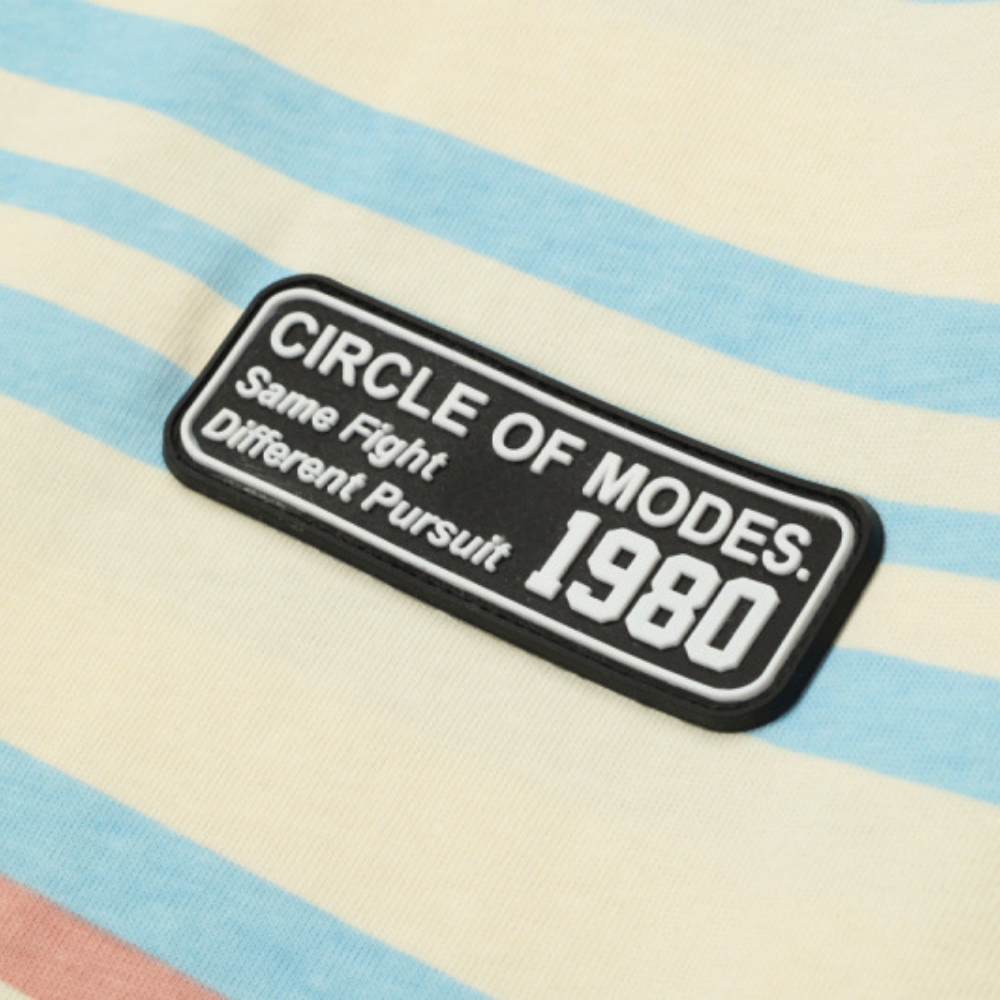 CIRCLE OF MODES.
Same Fight
Different Pursuit
1980